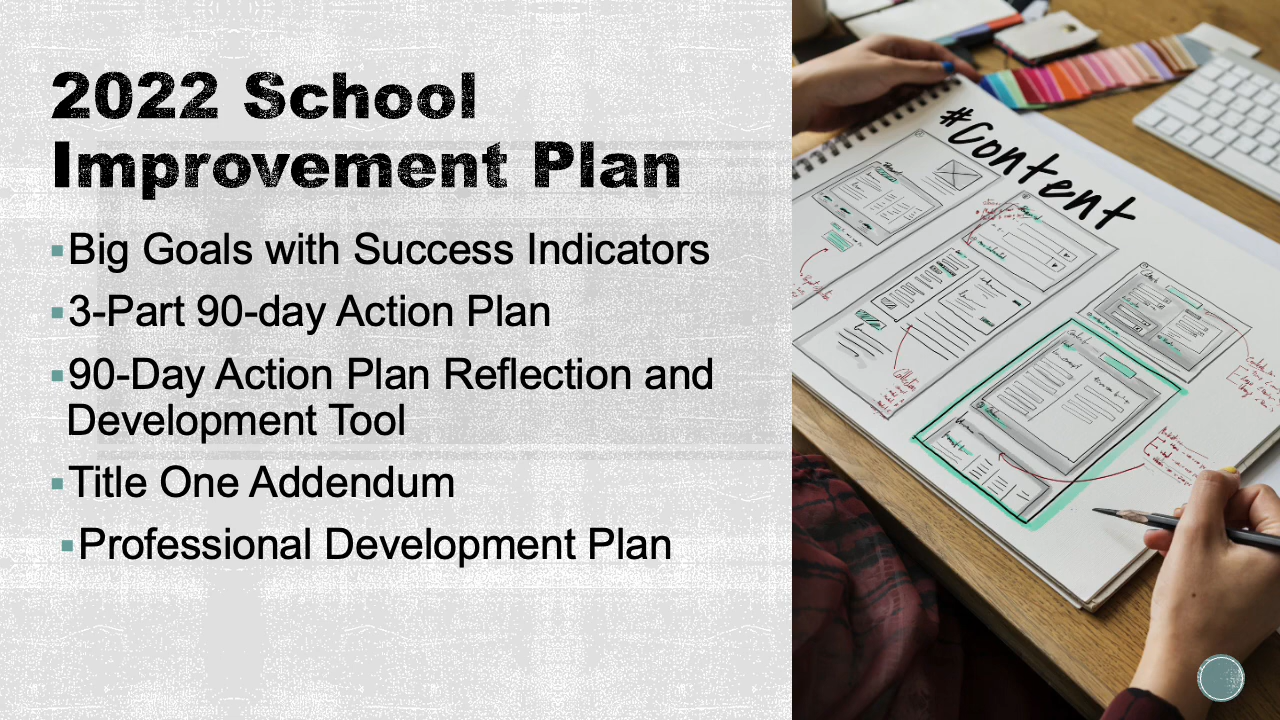 2022 School
Improvement Plan
▪Big Goals with Success Indicators
▪3-Part 90-day Action Plan
▪90-Day Action Plan Reflection and
Development Tool
▪Title One Addendum
▪Professional Development Plan
#Content